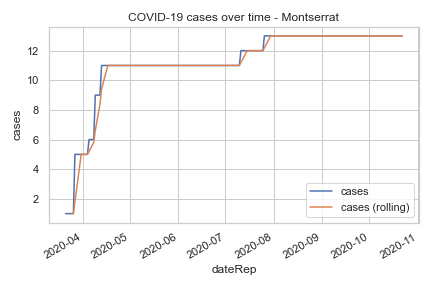 COVID-19 cases over time - Montserrat
cases
12
10
8
6
4
2
cases
cases (rolling)
2020-04
2020-05
2020-06
2020-07
2020-08
2020-09
2020-10
2020-11
dateRep